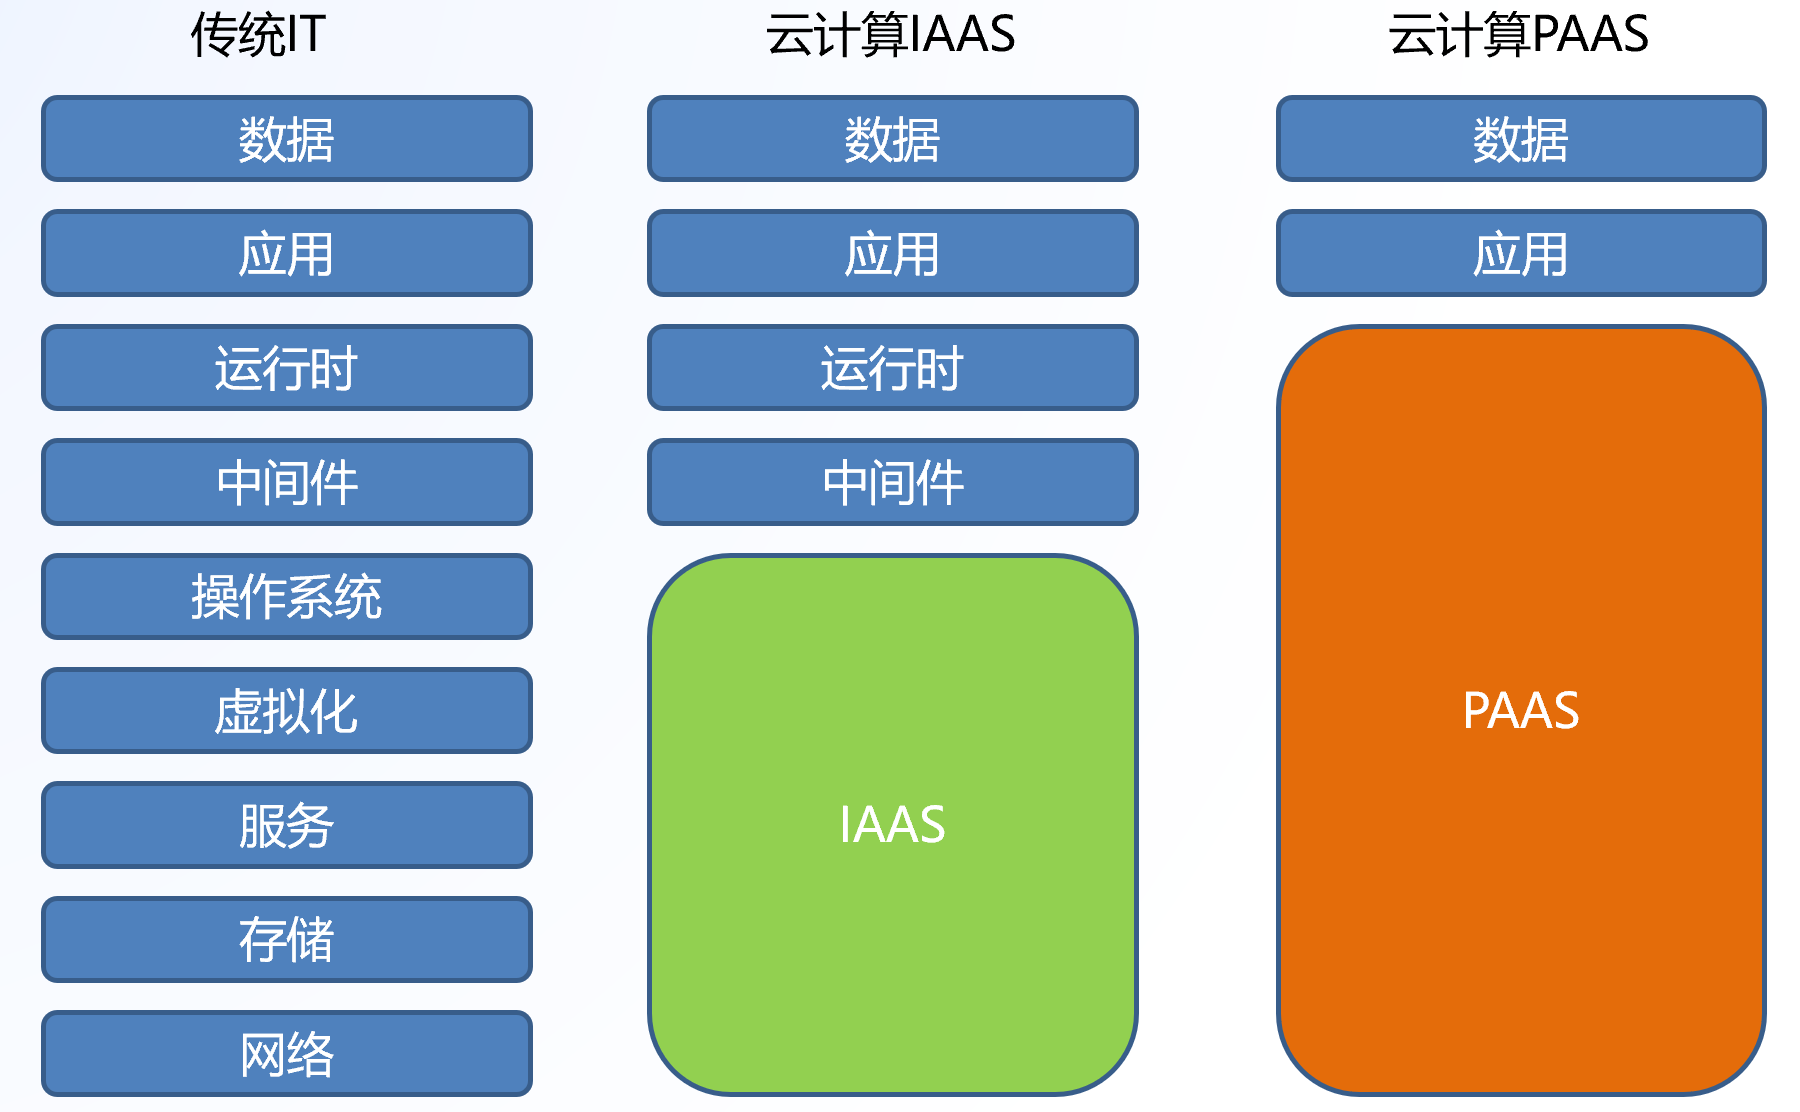 传统IT
数据
应用
运行时
中间件
操作系统
虚拟化
服务
存储
网络
云计算IAAS
数据
应用
运行时
中间件
IAAS
云计算PAAS
数据
应用
PAAS